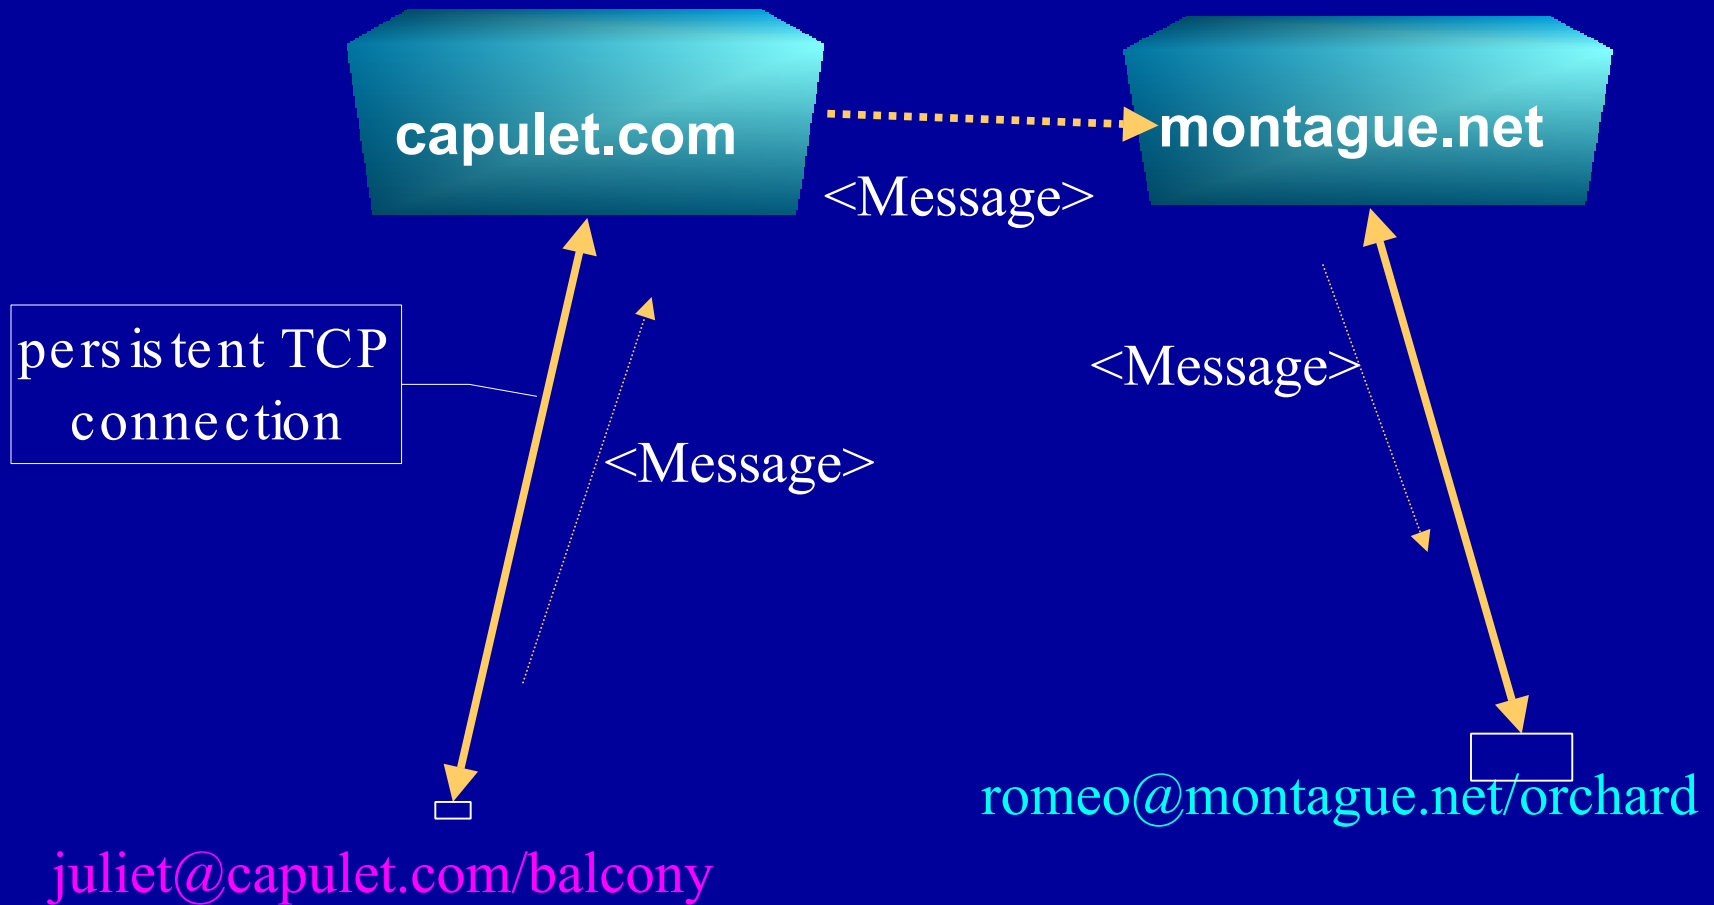 capulet.com
montague.net
<Message>
persistent TCP
connection
<Message>
<Message>
romeo@montague.net/orchard
juliet@capulet.com/balcony